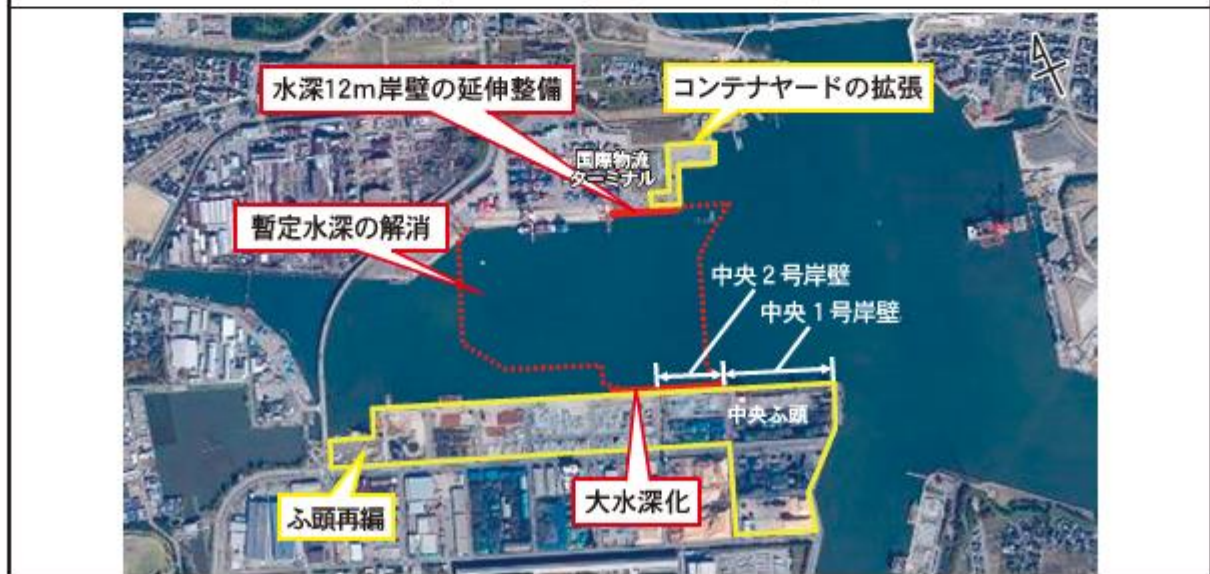 水深12m岸壁の延伸整備
コンテナヤードの拡張
国際物流
ターミナル
暫定水深の解消
中央2号岸壁
中央1号岸壁
中央ふ頭
ふ頭再編
大水深化